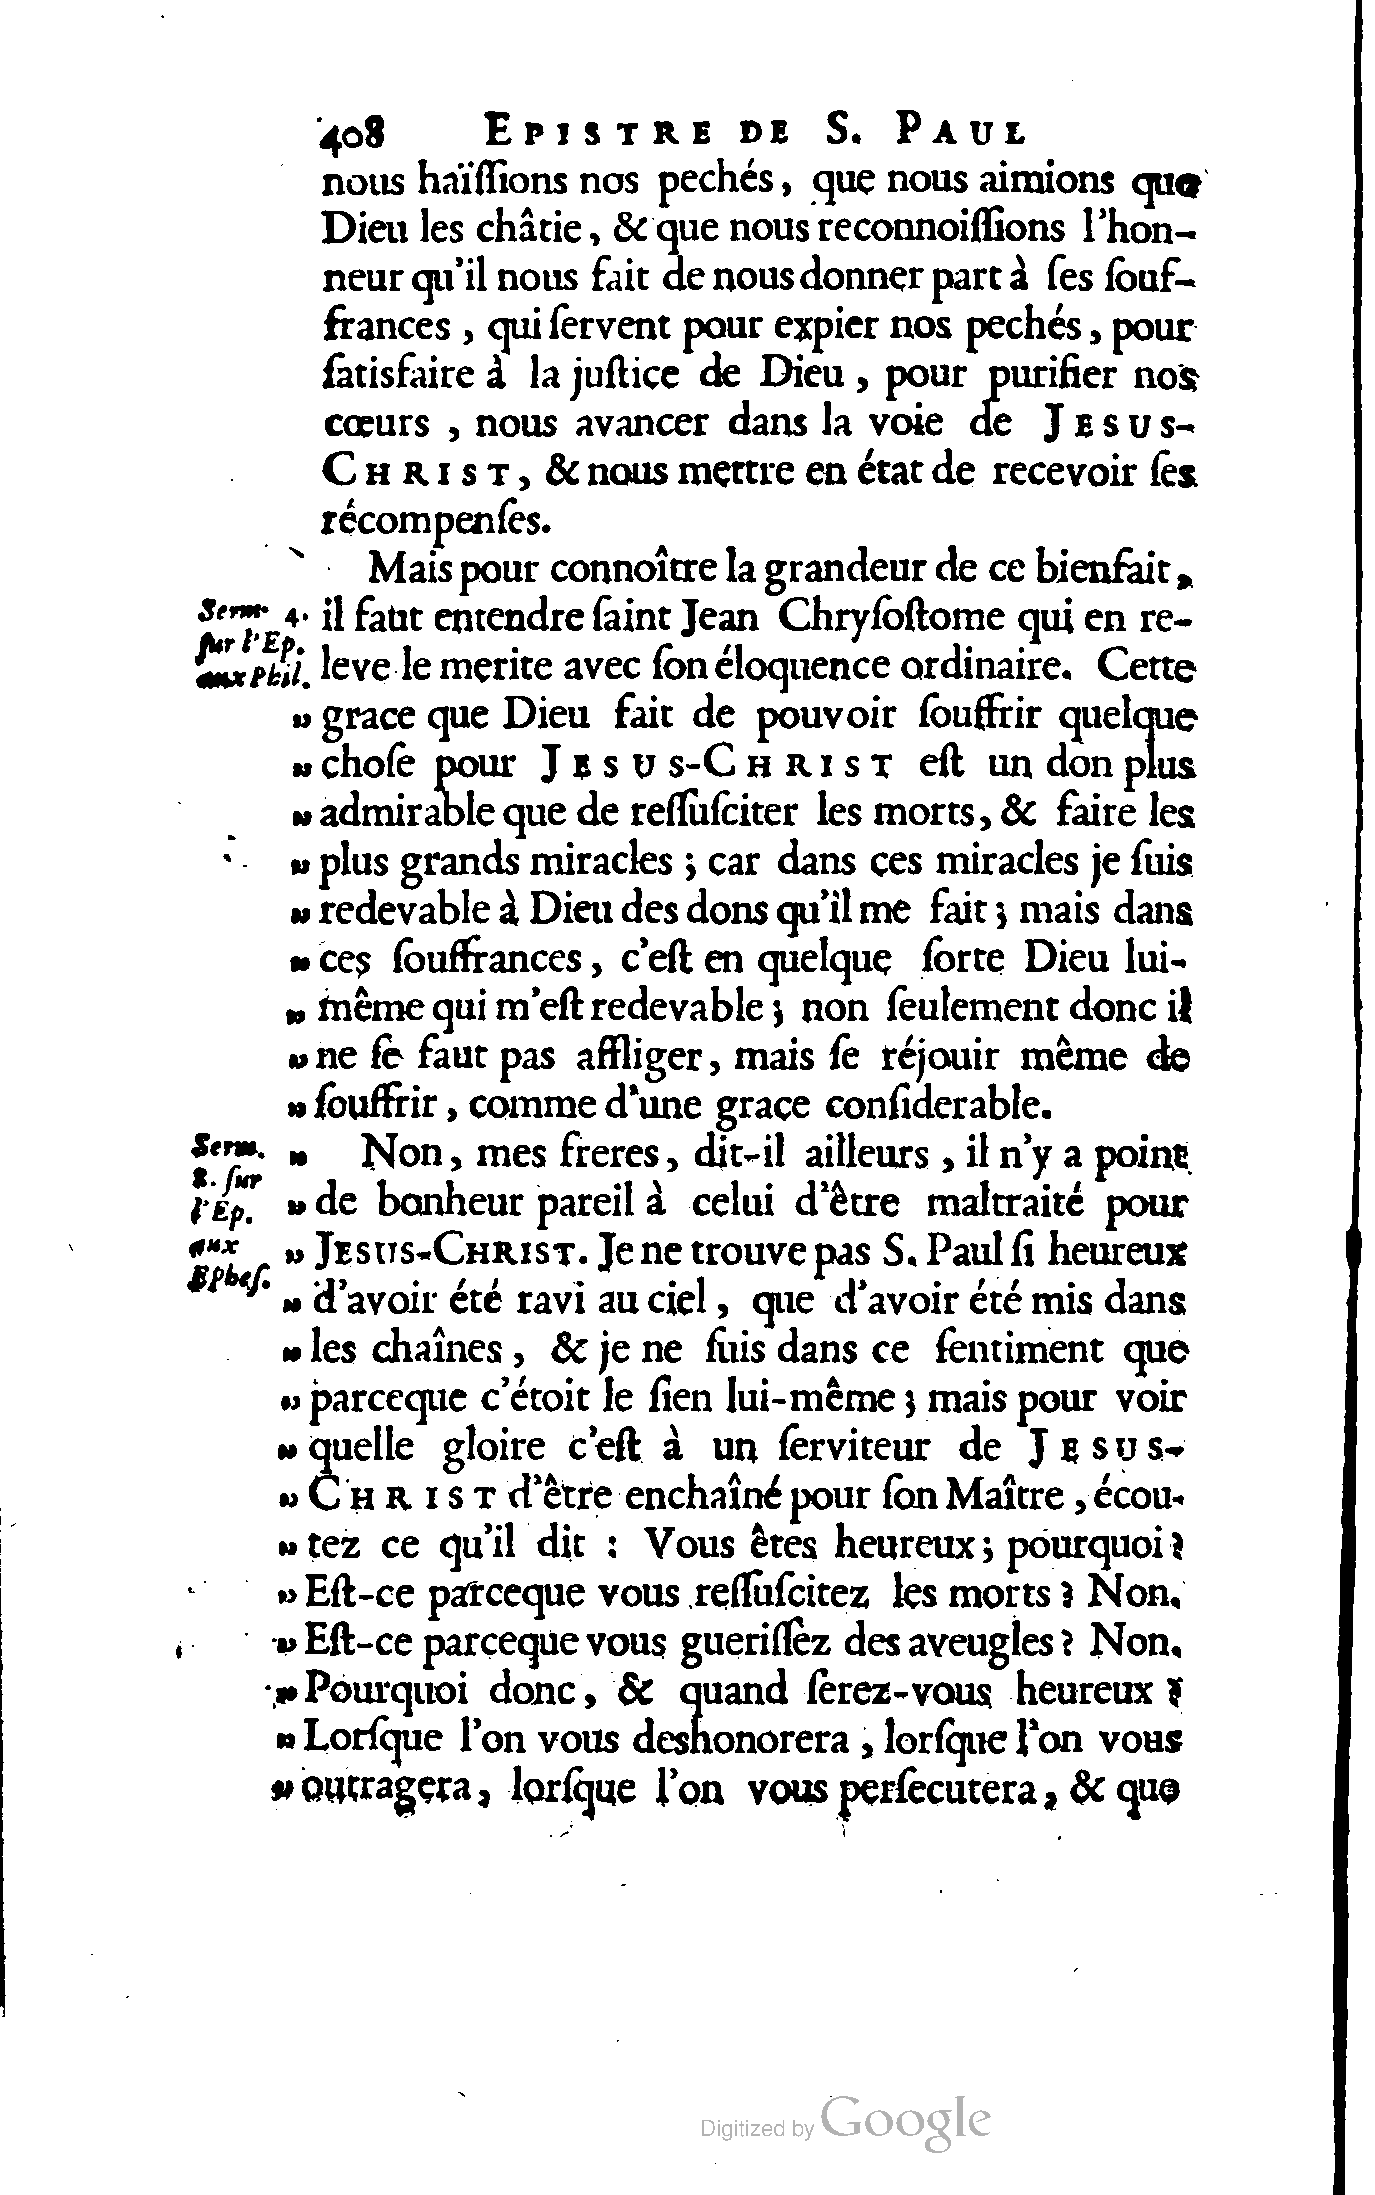 408 EPISTRE DE S. PAUL
nous haïſſions nos pechés, que nous aimions que
Dieu les châtie, & que nous reconnoiſſions l'hon-
neur qu'il nous fait de nous donner part à ſes ſouf-
frances, qui ſervent pour expier nos pechés, pour
ſatisfaire à la juſtice de Dieu, pour purifier nos
cœurs, nous avancer dans la voie de JESUS-
CHRIST, & nous mettre en état de recevoir ſes
récompenſes.
Mais pour connoître la grandeur de ce bienfait,
Serm. 4. il faut entendre ſaint Jean Chryſoſtome qui en re-
ſur l'Ep.
aux Phil. leve le merite avec ſon éloquence ordinaire. Cette
» grace que Dieu fait de pouvoir ſouffrir quelque
» choſe pour JESUS-CHRIST eſt un don plus
» admirable que de reſſuſciter les morts, & faire les
» plus grands miracles ; car dans ces miracles je ſuis
» redevable à Dieu des dons qu'il me fait ; mais dans
» ces ſouffrances, c'eſt en quelque ſorte Dieu lui-
» même qui m'eſt redevable ; non ſeulement donc il
» ne ſe faut pas affliger, mais ſe réjouir même de
» ſouffrir, comme d'une grace conſiderable.
Serm. » Non, mes freres, dit-il ailleurs, il n'y a point
8. ſur
l'Ep. » de bonheur pareil à celui d'être maltraité pour
aux » JESUS-CHRIST. Je ne trouve pas S. Paul ſi heureux
Epheſ.
» d'avoir été ravi au ciel, que d'avoir été mis dans
» les chaînes, & je ne ſuis dans ce ſentiment que
» parceque c'étoit le ſien lui-même ; mais pour voir
» quelle gloire c'eſt à un ſerviteur de JESUS-
» CHRIST d'être enchaîné pour ſon Maître, écou-
» tez ce qu'il dit : Vous êtes heureux ; pourquoi ?
» Eſt-ce parceque vous reſſuſcitez les morts ? Non.
» Eſt-ce parceque vous gueriſſez des aveugles ? Non.
» Pourquoi donc, & quand ſerez-vous heureux ?
» Lorſque l'on vous deshonorera, lorſque l'on vous
» outragera, lorſque l'on vous perſecutera, & que
Digitized by Google